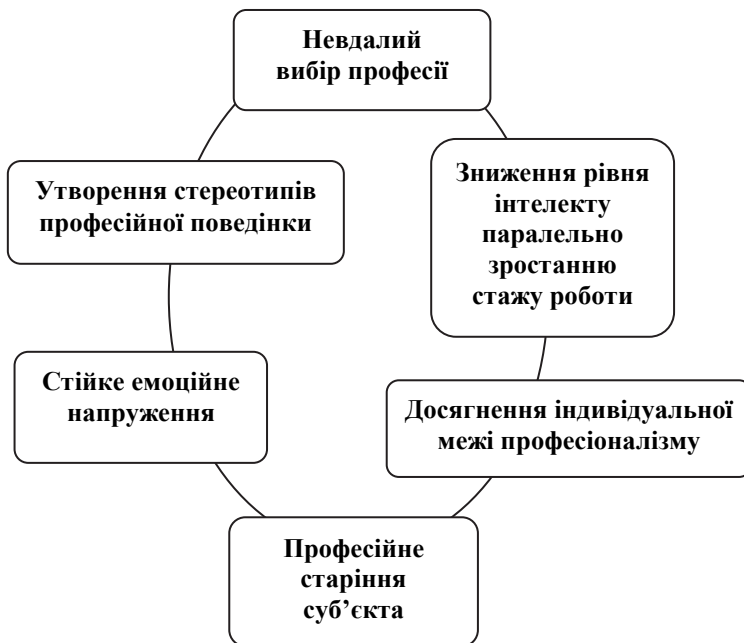 Невдалий
вибір професії
Утворення стереотипів
професійної поведінки
Зниження рівня
інтелекту
паралельно
зростанню
стажу роботи
Стійке емоційне
напруження
Досягнення індивідуальної
межі професіоналізму
Професійне
старіння
суб’єкта